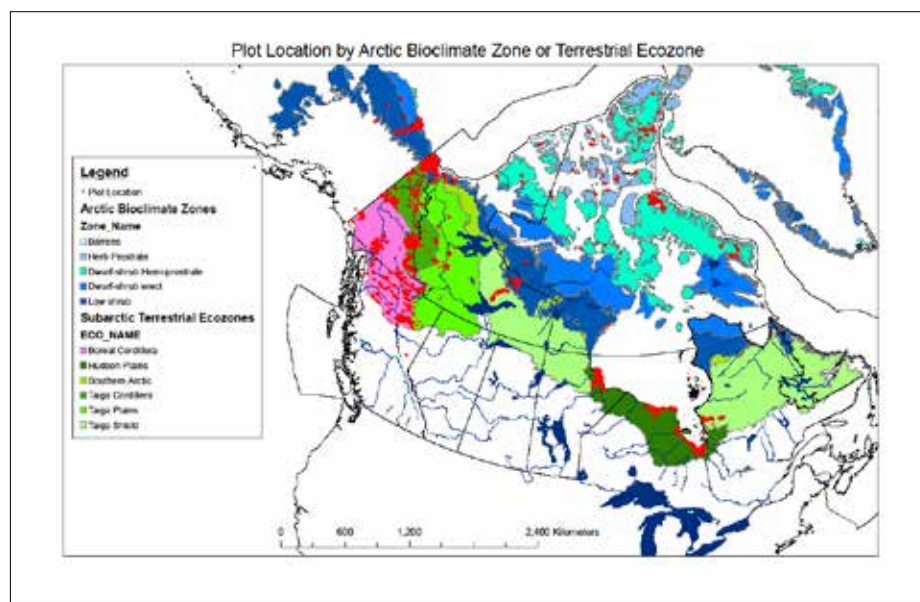 Plot Location by Arctic Bioclimate Zone or Terrestrial Ecozone
Legend
Plot Location
Arctic Bioclimate Zones
Zone_Name
Barrens
Herb Prostrate
Dwarf-shrub Hemi-prostrate
Dwarf-shrub erect
Low shrub
Subarctic Terrestrial Ecozones
ECO_NAME
Boreal Cordillera
Hudson Plains
Southern Arctic
Taiga Cordillera
Taiga Plains
Taiga Shield
0 600 1,200 2,400 Kilometers